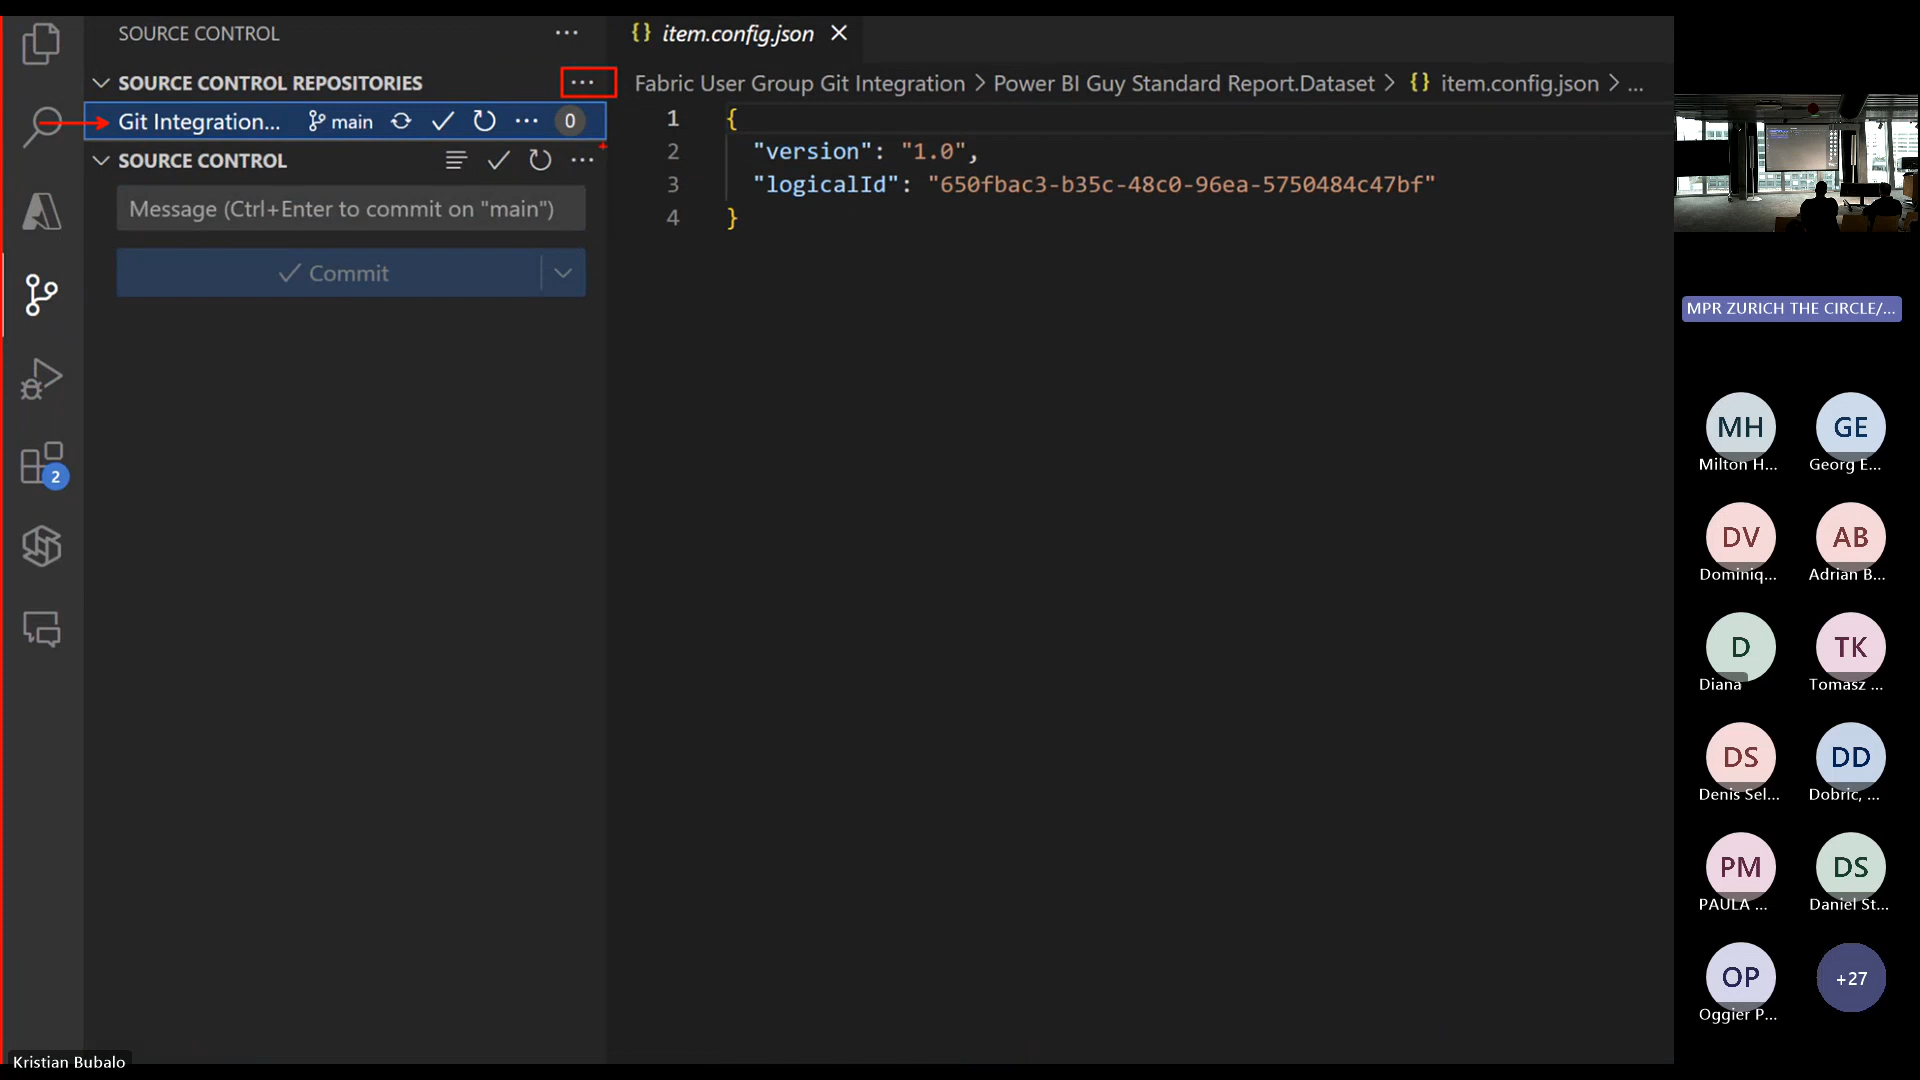 SOURCE CONTROL
SOURCE CONTROL REPOSITORIES
Git Integration... main 0
SOURCE CONTROL
Message (Ctrl+Enter to commit on "main")
Commit
2
item.config.json
Fabric User Group Git Integration > Power BI Guy Standard Report.Dataset > {} item.config.json > ...
1 {
2 "version": "1.0",
3 "logicalId": "650fbac3-b35c-48c0-96ea-5750484c47bf"
4 }
MPR ZURICH THE CIRCLE/...
MH GE
Milton H... Georg E...
DV AB
Dominiq... Adrian B...
D TK
Diana Tomasz ...
DS DD
Denis Sel... Dobric, ...
PM DS
PAULA ... Daniel St...
OP +27
Oggier P...
Kristian Bubalo